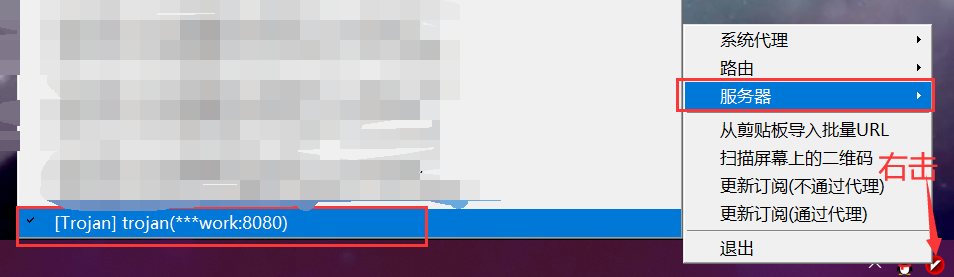 系统代理
路由
服务器
从剪贴板导入批量URL
扫描屏幕上的二维码
更新订阅(不通过代理)
更新订阅(通过代理)
退出
右击
[Trojan] trojan(***work:8080)